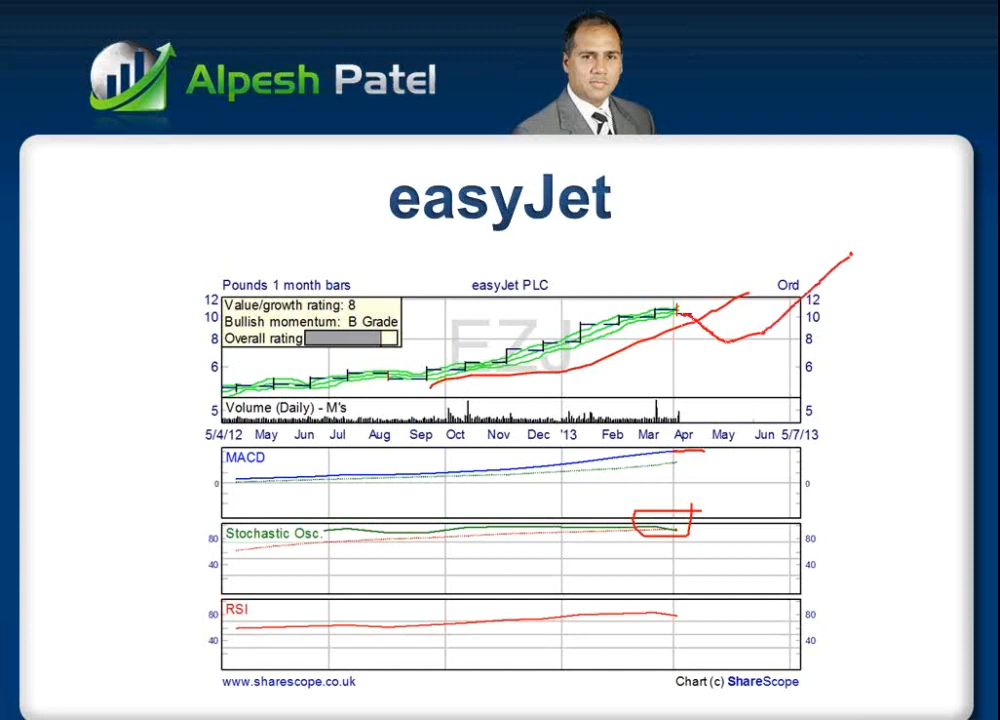 Alpesh Patel
easyJet
Pounds 1 month bars easyJet PLC Ord
12 Value/growth rating: 8 12
10 Bullish momentum: B Grade 10
8 Overall rating 8
EZJ
6 6
5 Volume (Daily) - M's 5
5/4/12 May Jun Jul Aug Sep Oct Nov Dec '13 Feb Mar Apr May Jun 5/7/13
MACD
0 0
Stochastic Osc.
80 80
40 40
RSI
80 80
40 40
www.sharescope.co.uk Chart (c) ShareScope